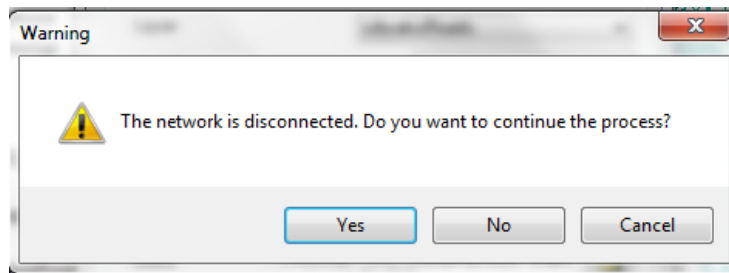 Warning
The network is disconnected. Do you want to continue the process?
Yes
No
Cancel